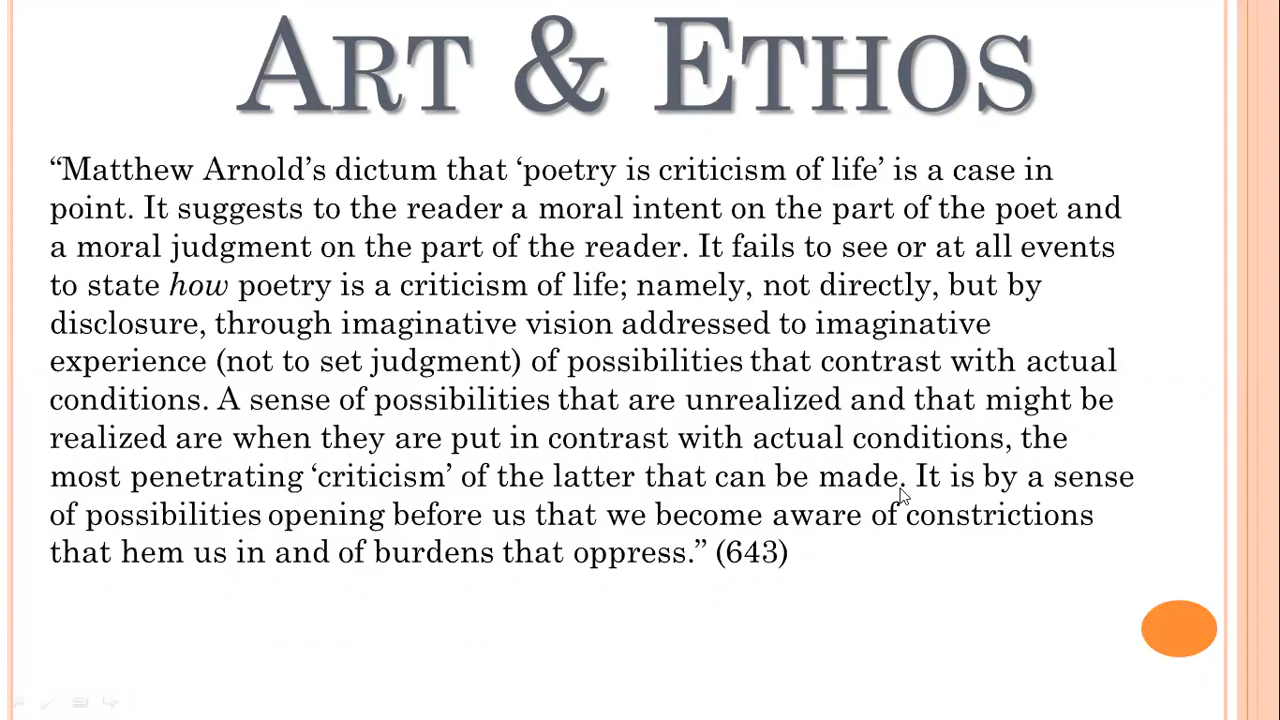 ART & ETHOS
“Matthew Arnold’s dictum that ‘poetry is criticism of life’ is a case in
point. It suggests to the reader a moral intent on the part of the poet and
a moral judgment on the part of the reader. It fails to see or at all events
to state how poetry is a criticism of life; namely, not directly, but by
disclosure, through imaginative vision addressed to imaginative
experience (not to set judgment) of possibilities that contrast with actual
conditions. A sense of possibilities that are unrealized and that might be
realized are when they are put in contrast with actual conditions, the
most penetrating ‘criticism’ of the latter that can be made. It is by a sense
of possibilities opening before us that we become aware of constrictions
that hem us in and of burdens that oppress.” (643)